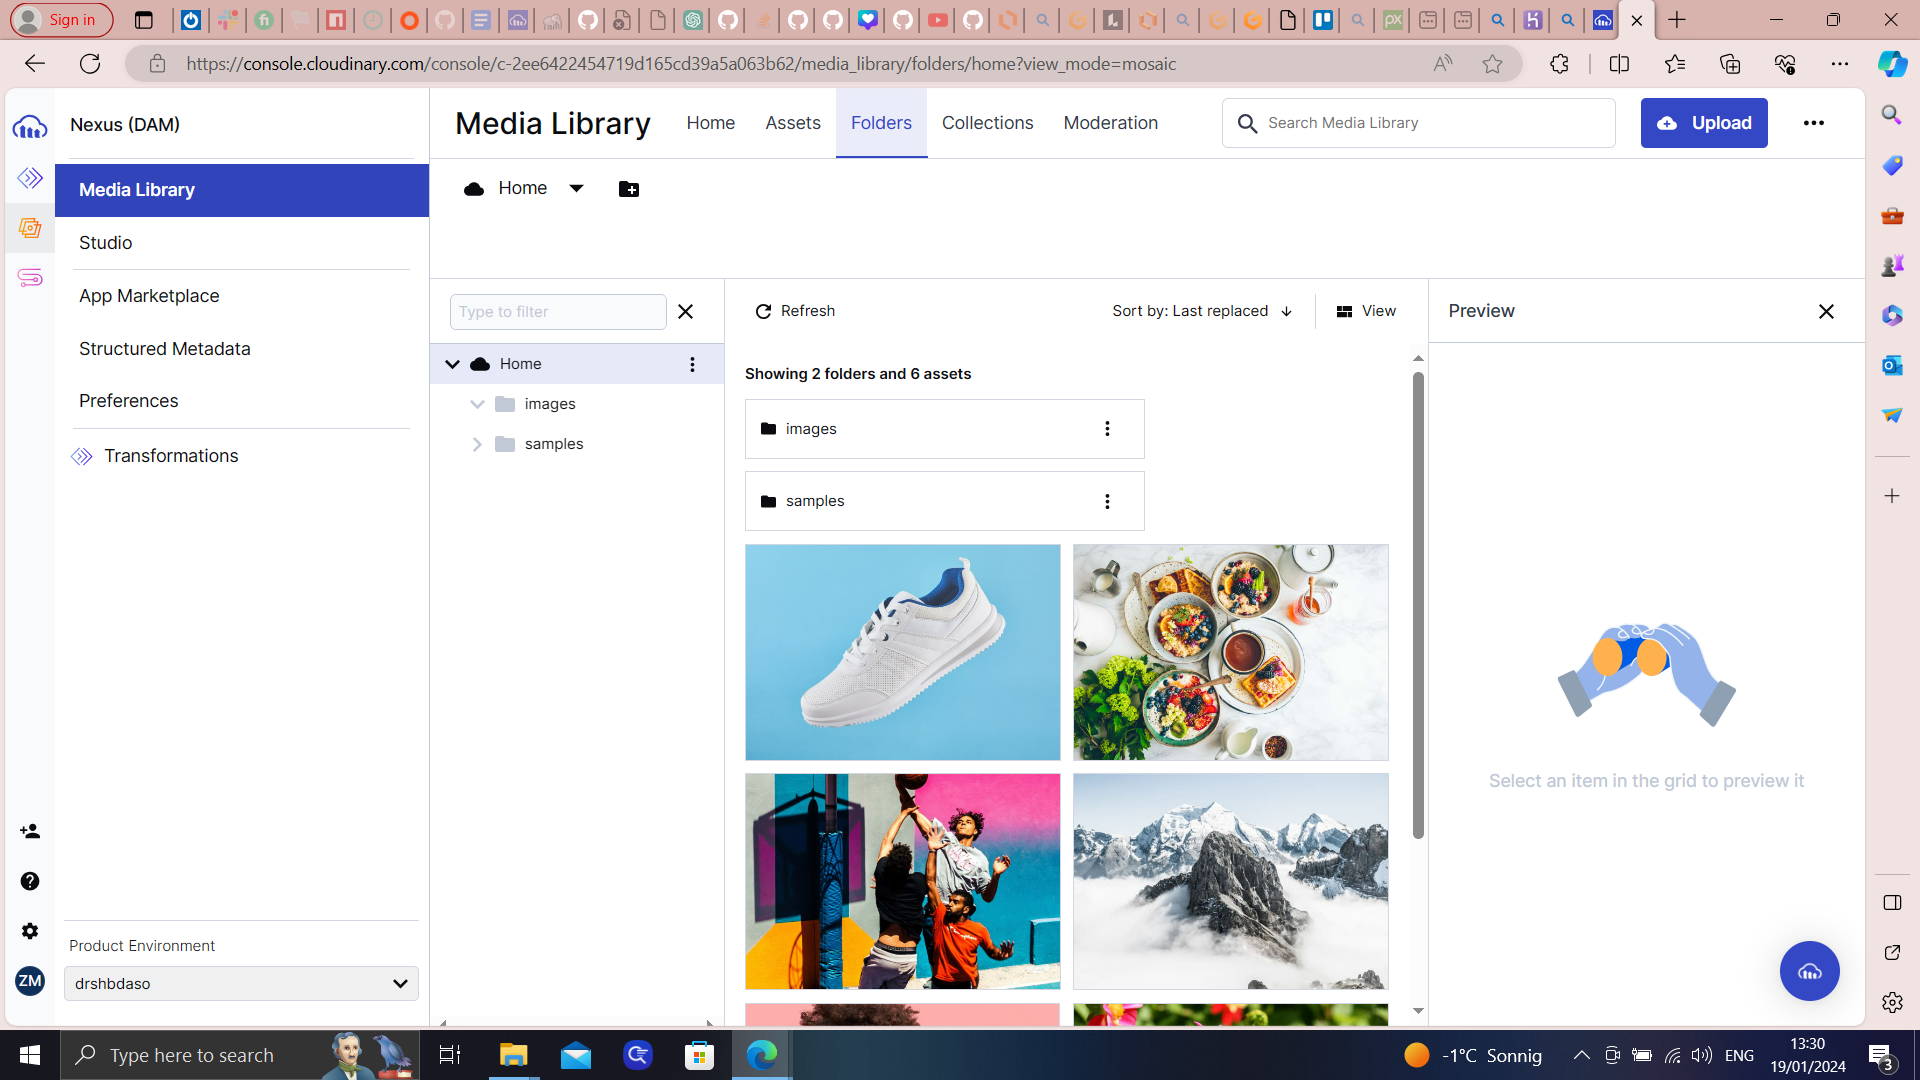 Sign in
https://console.cloudinary.com/console/c-2ee6422454719d165cd39a5a063b62/media_library/folders/home?view_mode=mosaic
Nexus (DAM)
Media Library
Studio
App Marketplace
Structured Metadata
Preferences
Transformations
Product Environment
drshbdaso
ZM
Media Library
Home
Assets
Folders
Collections
Moderation
Search Media Library
Upload
Home
Type to filter
Home
images
samples
Refresh
Sort by: Last replaced
View
Showing 2 folders and 6 assets
images
samples
Preview
Select an item in the grid to preview it
Type here to search
-1°C Sonnig
ENG
13:30
19/01/2024
3